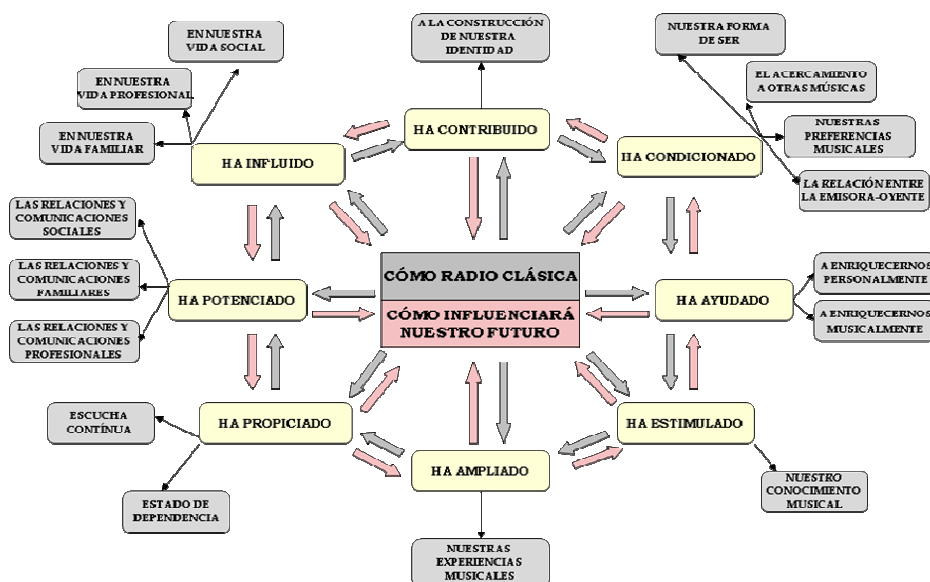 EN NUESTRA
VIDA SOCIAL
A LA CONSTRUCCIÓN
DE NUESTRA
IDENTIDAD
NUESTRA FORMA
DE SER
EN NUESTRA
VIDA PROFESIONAL
EL ACERCAMIENTO
A OTRAS MÚSICAS
EN NUESTRA
VIDA FAMILIAR
HA INFLUIDO
HA CONTRIBUIDO
HA CONDICIONADO
NUESTRAS
PREFERENCIAS
MUSICALES
LA RELACIÓN ENTRE
LA EMISORA-OYENTE
LAS RELACIONES Y
COMUNICACIONES
SOCIALES
LAS RELACIONES Y
COMUNICACIONES
FAMILIARES
LAS RELACIONES Y
COMUNICACIONES
PROFESIONALES
HA POTENCIADO
CÓMO RADIO CLÁSICA
CÓMO INFLUENCIARÁ
NUESTRO FUTURO
HA AYUDADO
A ENRIQUECERNOS
PERSONALMENTE
A ENRIQUECERNOS
MUSICALMENTE
ESCUCHA
CONTÍNUA
HA PROPICIADO
HA AMPLIADO
HA ESTIMULADO
ESTADO DE
DEPENDENCIA
NUESTRAS
EXPERIENCIAS
MUSICALES
NUESTRO
CONOCIMIENTO
MUSICAL